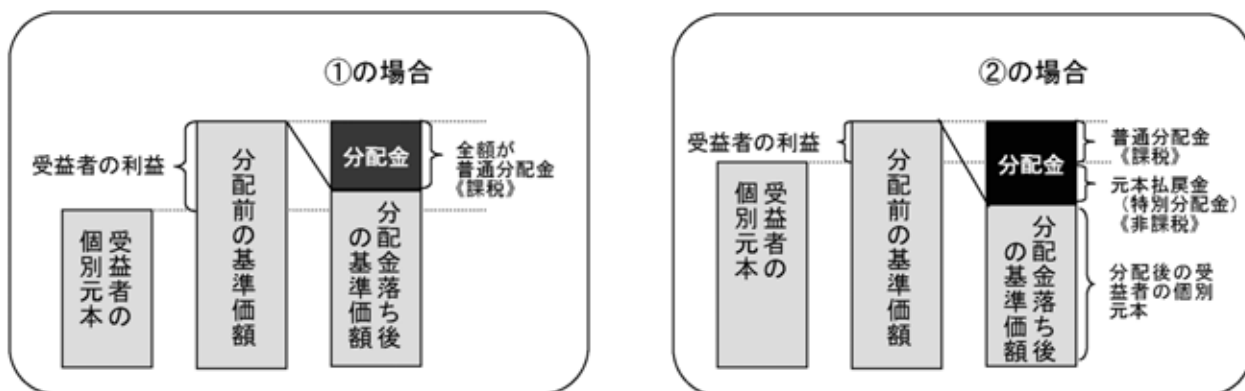 ①の場合
受益者の利益
受益者の
個別元本
分配前の基準価額
分配金
分配金落ち後
の基準価額
全額が
普通分配金
《課税》
②の場合
受益者の利益
受益者の
個別元本
分配前の基準価額
分配金
分配金落ち後
の基準価額
普通分配金
《課税》
元本払戻金
(特別分配金)
《非課税》
分配後の受
益者の個別
元本